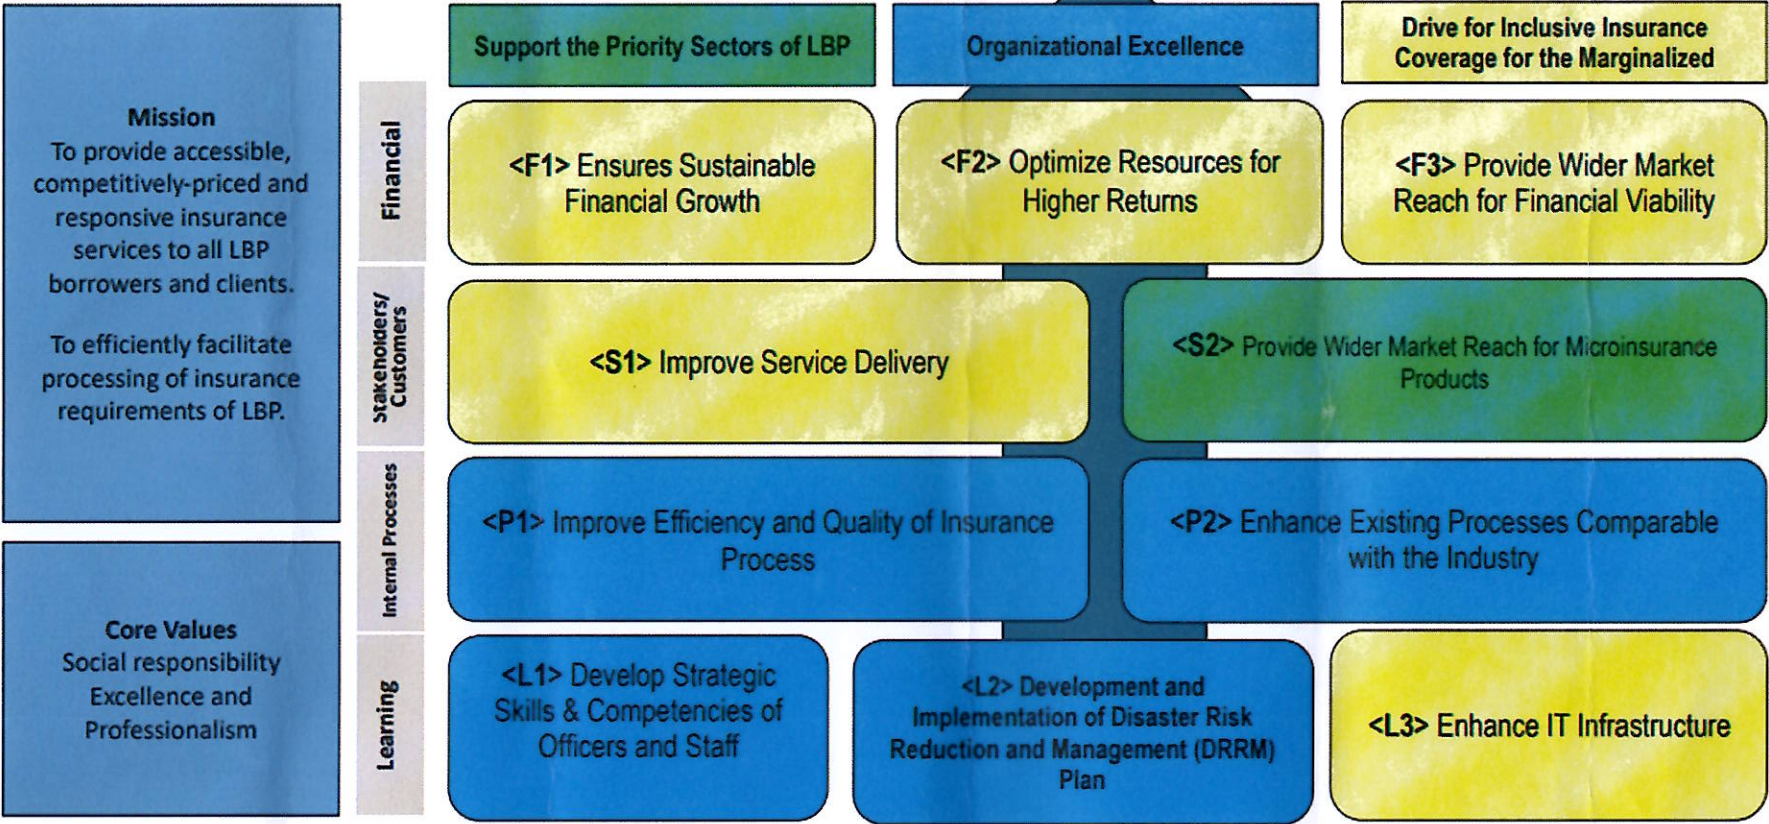 Mission
To provide accessible,
competitively-priced and
responsive insurance
services to all LBP
borrowers and clients.
To efficiently facilitate
processing of insurance
requirements of LBP.
Core Values
Social responsibility
Excellence and
Professionalism
Support the Priority Sectors of LBP
Organizational Excellence
Drive for Inclusive Insurance
Coverage for the Marginalized
Financial
<F1> Ensures Sustainable
Financial Growth
<F2> Optimize Resources for
Higher Returns
<F3> Provide Wider Market
Reach for Financial Viability
Stakeholders/
Customers
<S1> Improve Service Delivery
<S2> Provide Wider Market Reach for Microinsurance
Products
Internal Processes
<P1> Improve Efficiency and Quality of Insurance
Process
<P2> Enhance Existing Processes Comparable
with the Industry
Learning
<L1> Develop Strategic
Skills & Competencies of
Officers and Staff
<L2> Development and
Implementation of Disaster Risk
Reduction and Management (DRRM)
Plan
<L3> Enhance IT Infrastructure